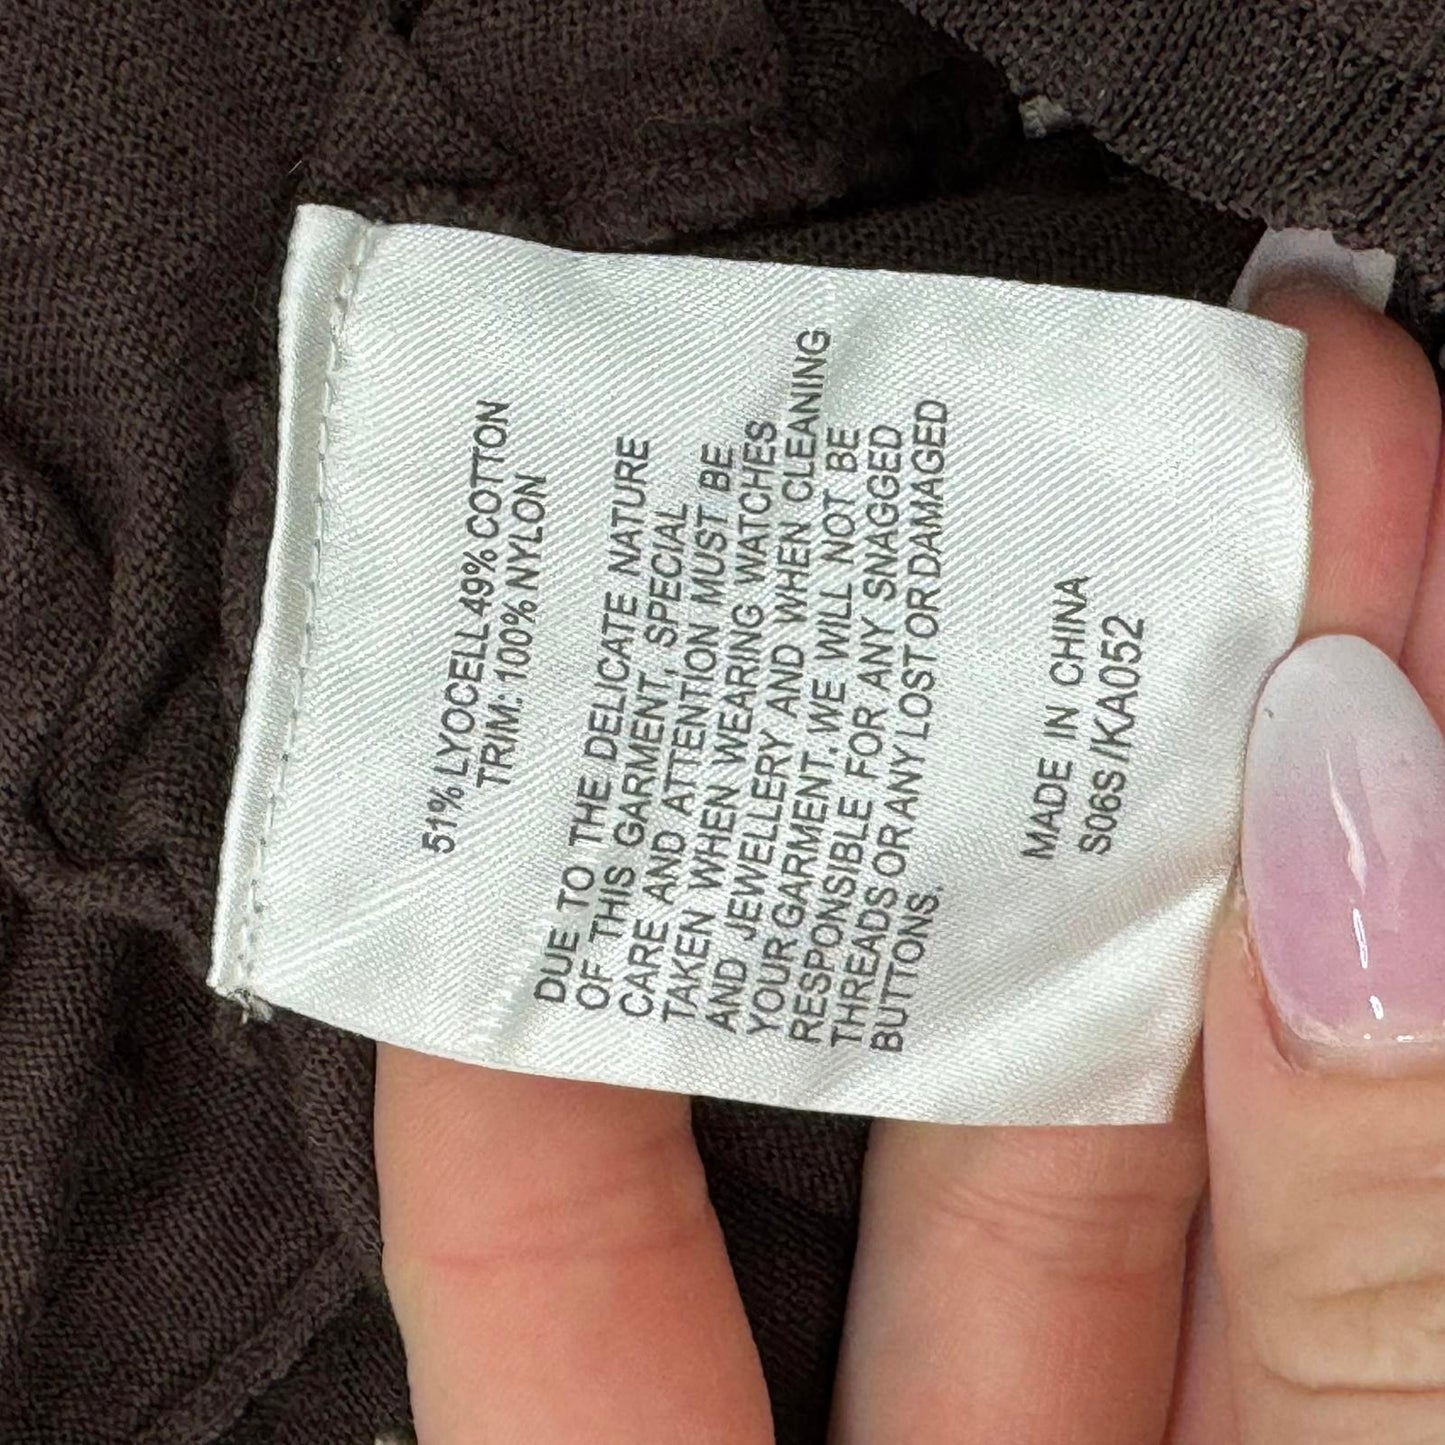 51% LYOCELL 49% COTTON
TRIM: 100% NYLON
DUE TO THE DELICATE NATURE
OF THIS GARMENT, SPECIAL
CARE AND ATTENTION MUST BE
TAKEN WHEN WEARING WATCHES
AND JEWELLERY AND WHEN CLEANING
YOUR GARMENT. WE WILL NOT BE
RESPONSIBLE FOR ANY SNAGGED
THREADS OR ANY LOST OR DAMAGED
BUTTONS.
MADE IN CHINA
S06S /KA052